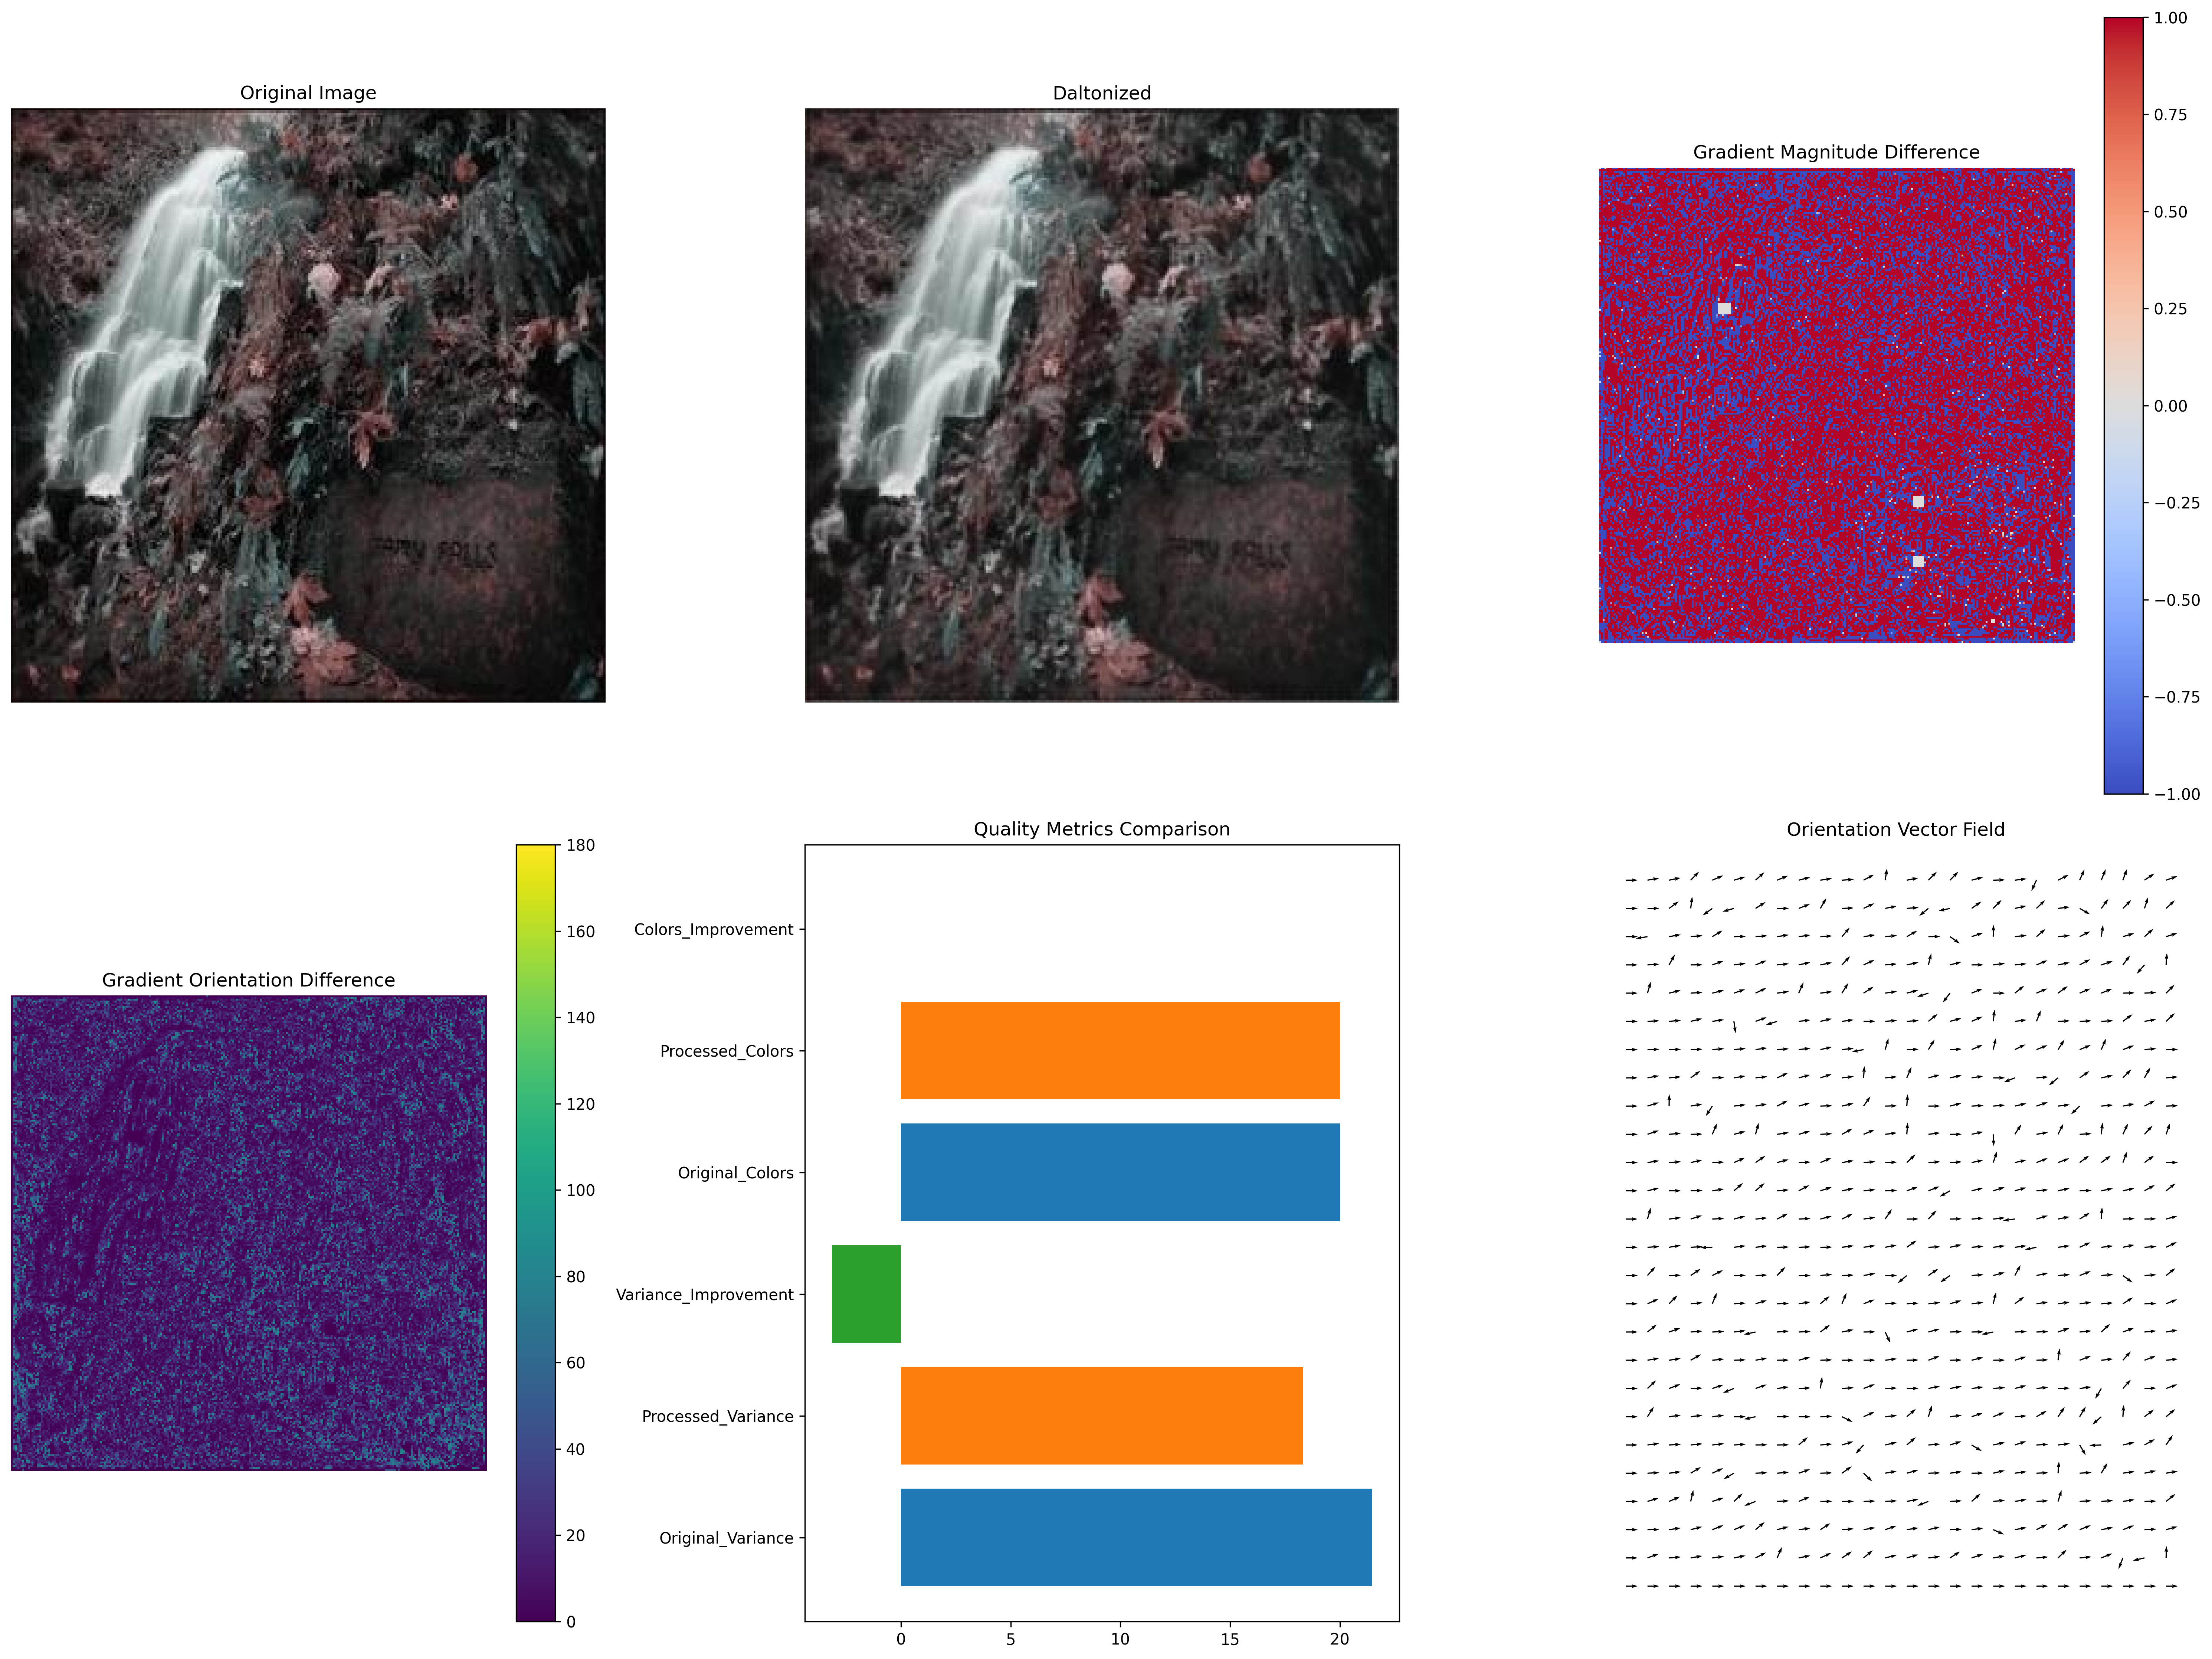 Original Image
Daltonized
Gradient Magnitude Difference
1.00
0.75
0.50
0.25
0.00
−0.25
−0.50
−0.75
−1.00
FALLS
Gradient Orientation Difference
180
160
140
120
100
80
60
40
20
0
Quality Metrics Comparison
Colors_Improvement
Processed_Colors
Original_Colors
Variance_Improvement
Processed_Variance
Original_Variance
0 5 10 15 20
Orientation Vector Field